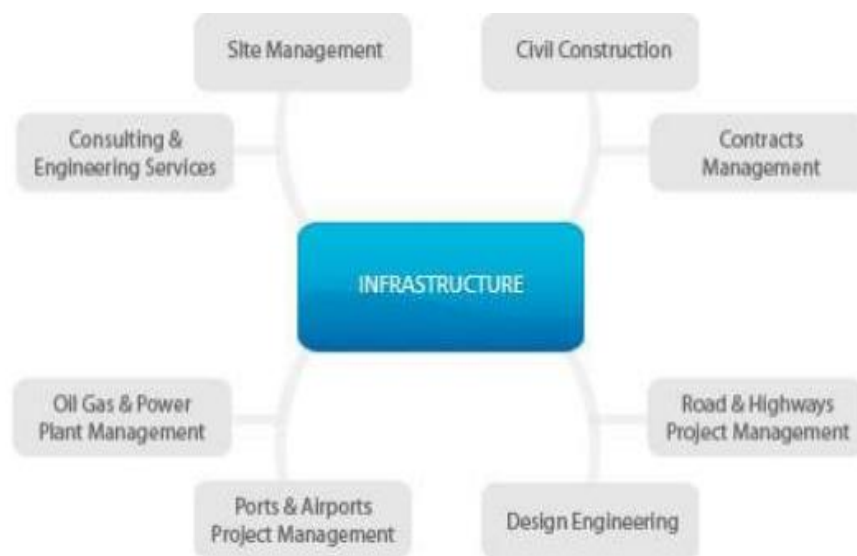 Site Management
Civil Construction
Consulting &
Engineering Services
Contracts
Management
INFRASTRUCTURE
Oil Gas & Power
Plant Management
Road & Highways
Project Management
Ports & Airports
Project Management
Design Engineering